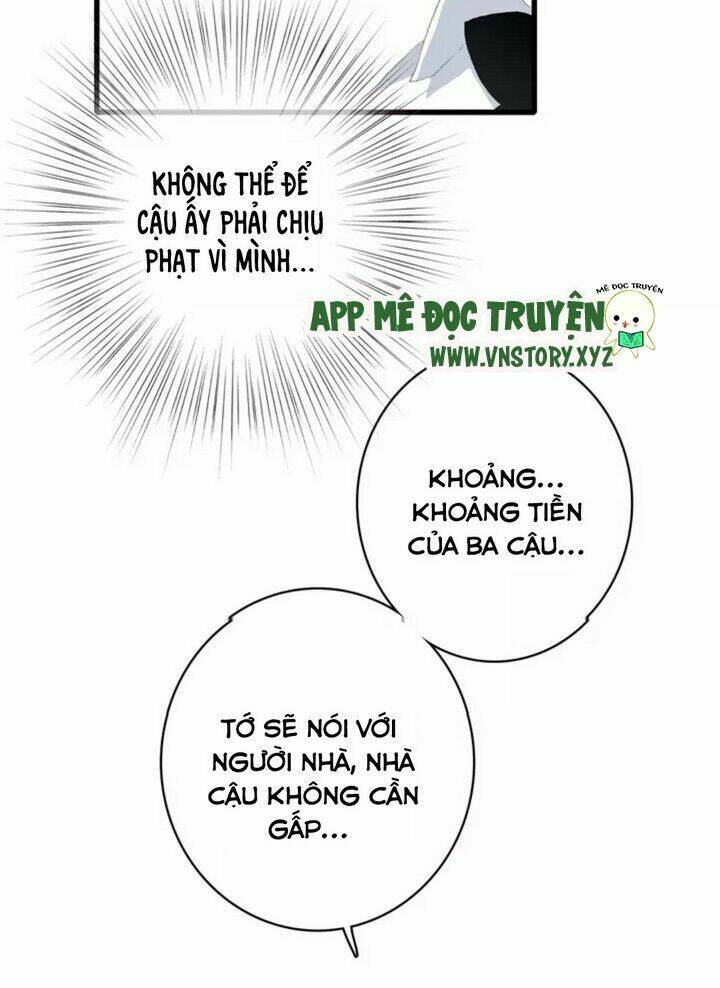 KHÔNG THỂ ĐỂ
CẬU ẤY PHẢI CHỊU
PHẠT VÌ MÌNH...
MÊ ĐỌC TRUYỆN
APP MÊ ĐỌC TRUYỆN
WWW.VNSTORY.XYZ
KHOẢNG...
KHOẢNG TIỀN
CỦA BA CẬU...
TỚ SẼ NÓI VỚI
NGƯỜI NHÀ, NHÀ
CẬU KHÔNG CẦN
GẤP...